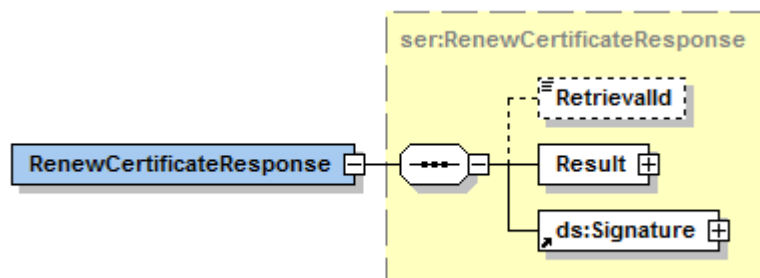 ser:RenewCertificateResponse
RetrievalId
RenewCertificateResponse
Result
ds:Signature